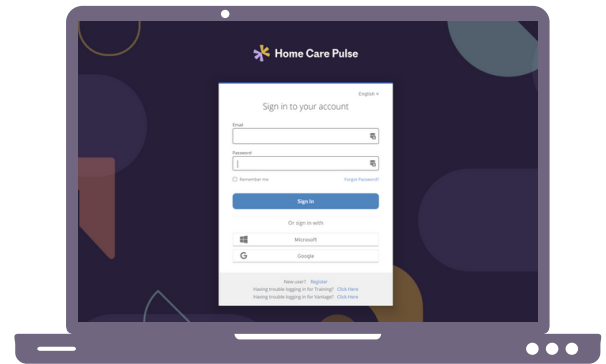 Home Care Pulse
English
Sign in to your account
Email
Password
Remember me
Forgot Password?
Sign In
Or sign in with
Microsoft
Google
New user? Register
Having trouble logging in for Training? Click Here
Having trouble logging in for Vantage? Click Here